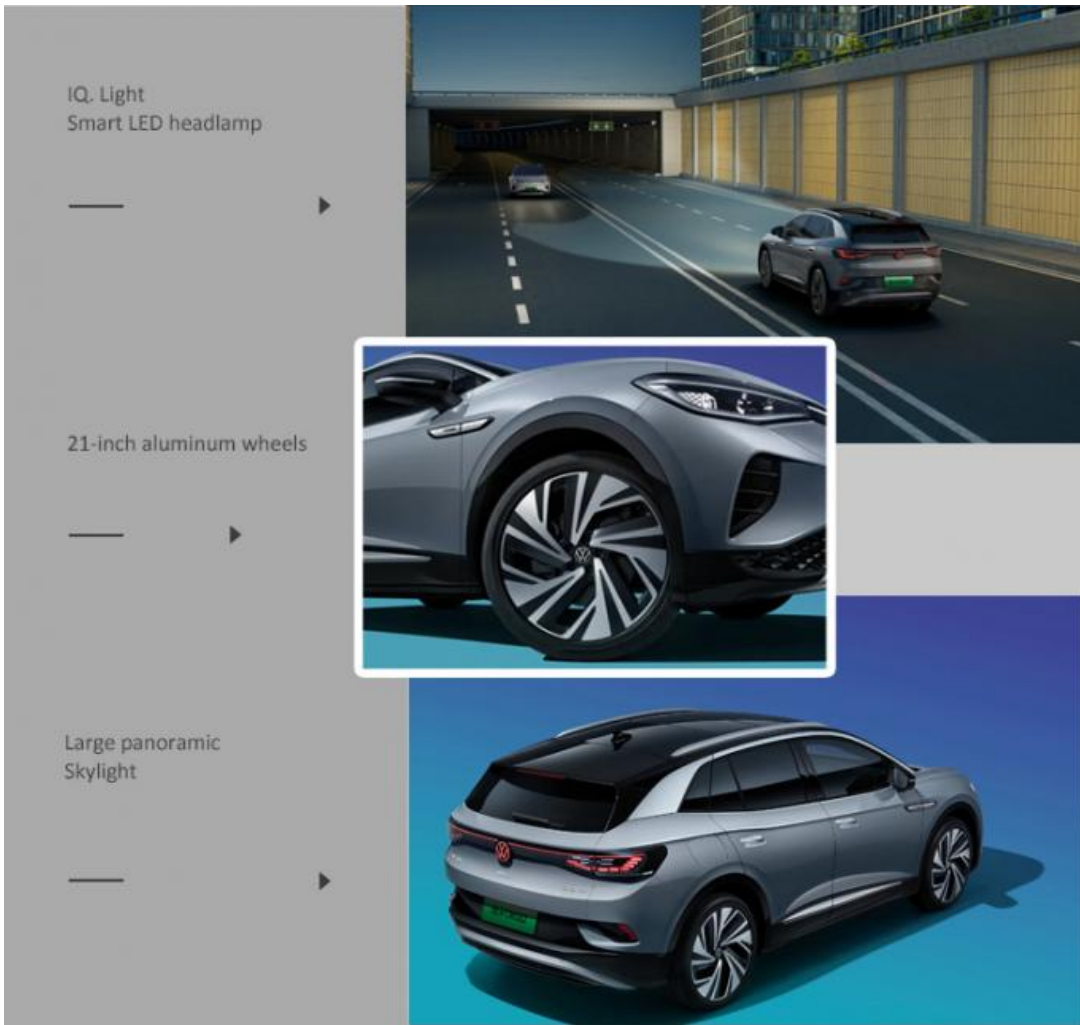 IQ. Light
Smart LED headlamp
21-inch aluminum wheels
Large panoramic
Skylight